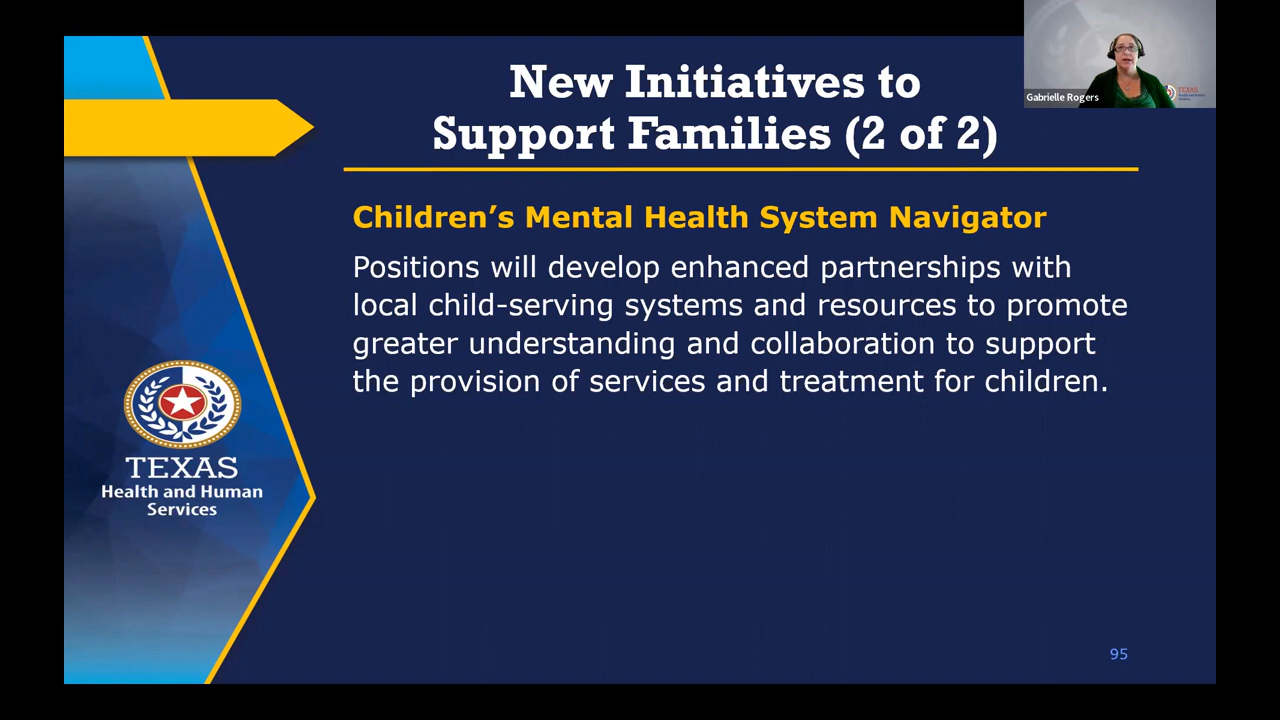 New Initiatives to
Support Families (2 of 2)
Gabrielle Rogers
TEXAS
Children’s Mental Health System Navigator
Positions will develop enhanced partnerships with
local child-serving systems and resources to promote
greater understanding and collaboration to support
the provision of services and treatment for children.
TEXAS
Health and Human
Services
95